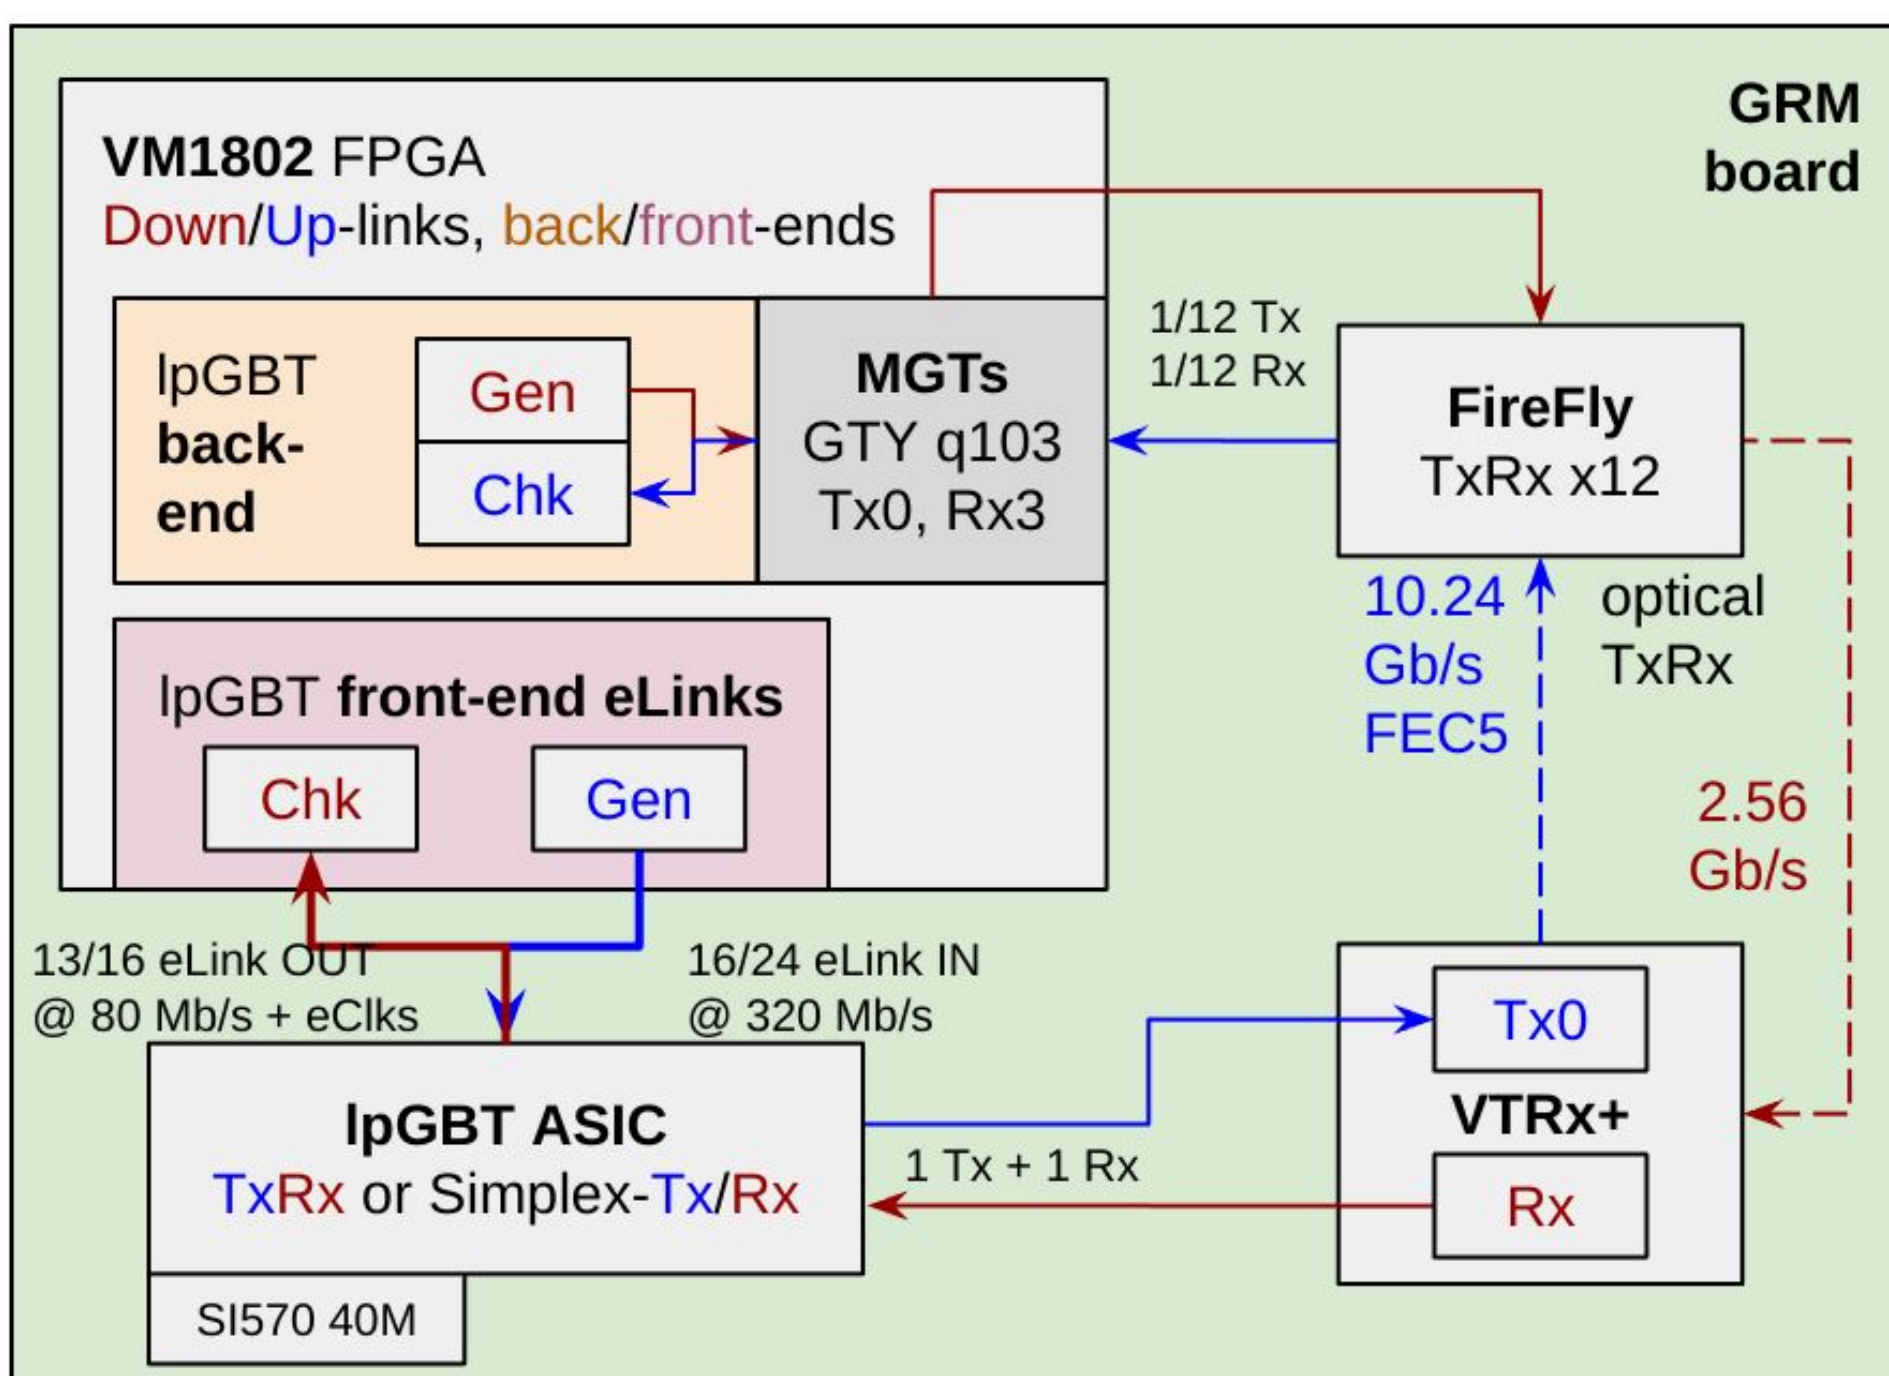 GRM
board
VM1802 FPGA
Down/Up-links, back/front-ends
lpGBT
back-
end
Gen
Chk
MGTs
GTY q103
Tx0, Rx3
1/12 Tx
1/12 Rx
FireFly
TxRx x12
10.24
Gb/s
FEC5
optical
TxRx
2.56
Gb/s
lpGBT front-end eLinks
Chk
Gen
13/16 eLink OUT
@ 80 Mb/s + eClks
16/24 eLink IN
@ 320 Mb/s
lpGBT ASIC
TxRx or Simplex-Tx/Rx
SI570 40M
1 Tx + 1 Rx
Tx0
VTRx+
Rx